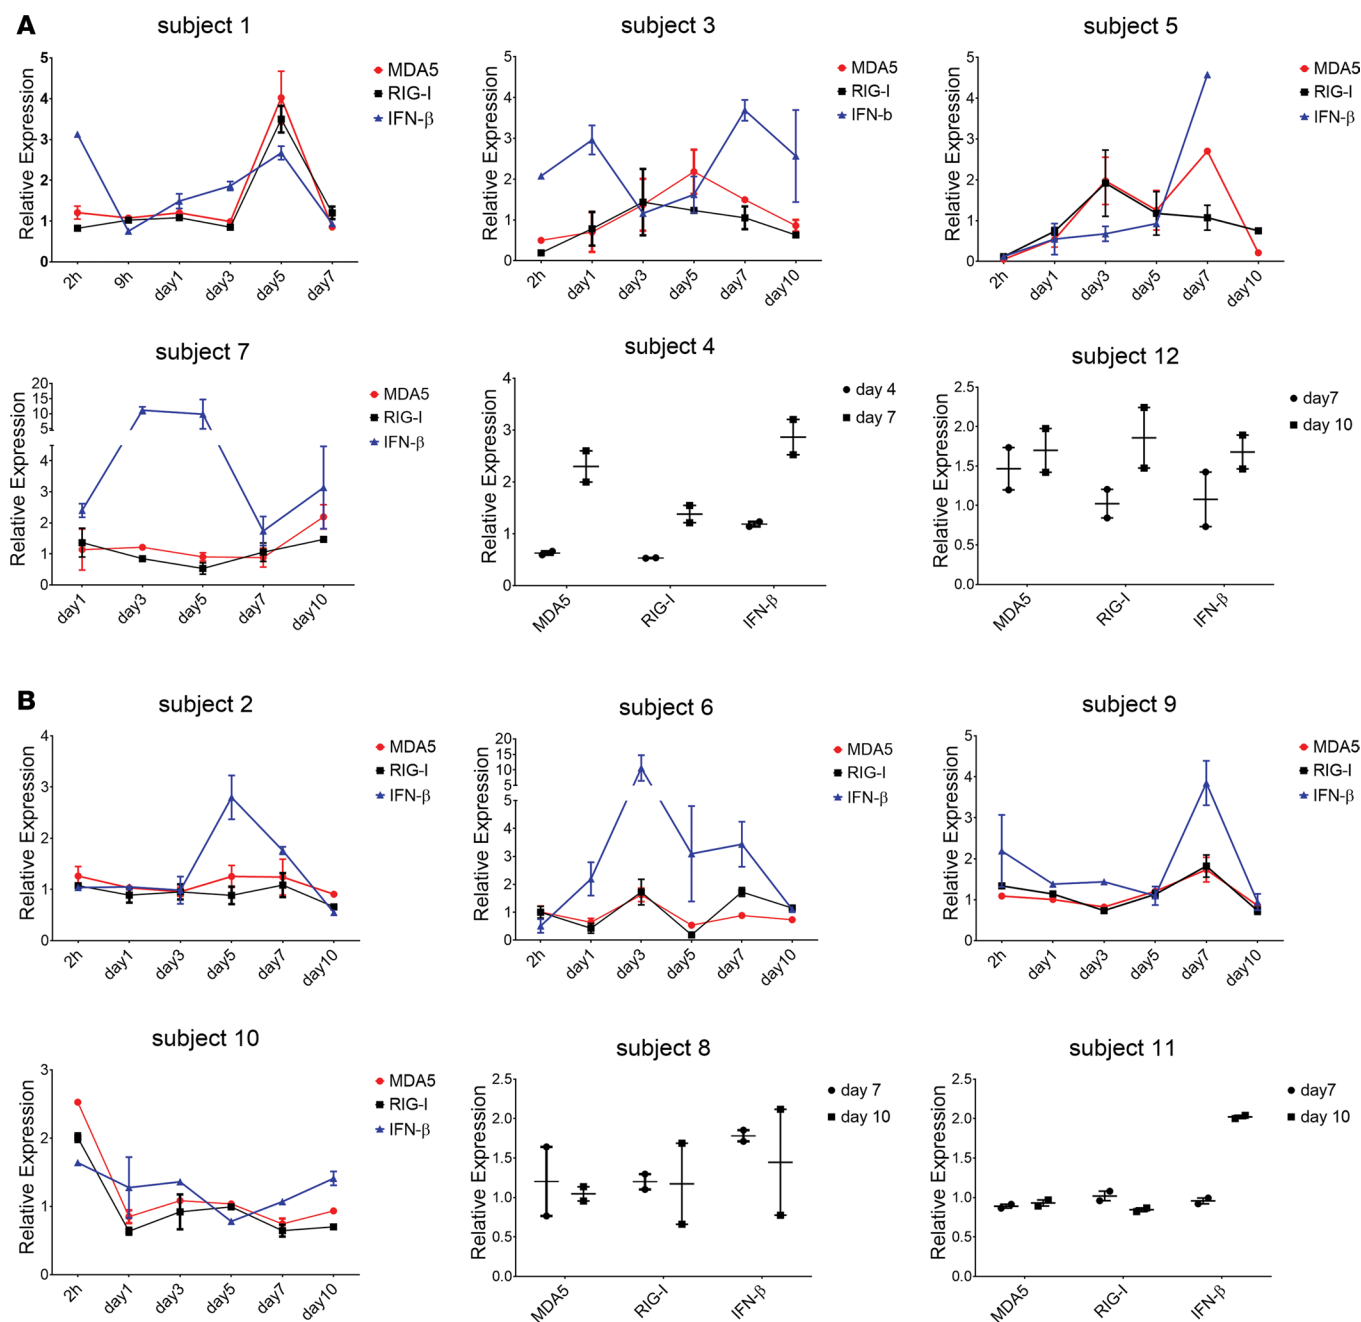 A
subject 1
Relative Expression
5
4
3
2
1
0
2h
9h
day1
day3
day5
day7
MDA5
RIG-I
IFN-β
subject 3
Relative Expression
5
4
3
2
1
0
2h
day1
day3
day5
day7
day10
MDA5
RIG-I
IFN-b
subject 5
Relative Expression
5
4
3
2
1
0
2h
day1
day3
day5
day7
day10
MDA5
RIG-I
IFN-β
subject 7
Relative Expression
20
15
10
5
4
3
2
1
0
day1
day3
day5
day7
day10
MDA5
RIG-I
IFN-β
subject 4
Relative Expression
4
3
2
1
0
MDA5
RIG-I
IFN-β
day 4
day 7
subject 12
Relative Expression
2.5
2.0
1.5
1.0
0.5
0.0
MDA5
RIG-I
IFN-β
day7
day 10
B
subject 2
Relative Expression
4
3
2
1
0
2h
day1
day3
day5
day7
day10
MDA5
RIG-I
IFN-β
subject 6
Relative Expression
20
15
10
5
5
4
3
2
1
0
2h
day1
day3
day5
day7
day10
MDA5
RIG-I
IFN-β
subject 9
Relative Expression
5
4
3
2
1
0
2h
day1
day3
day5
day7
day10
MDA5
RIG-I
IFN-β
subject 10
Relative Expression
3
2
1
0
2h
day1
day3
day5
day7
day10
MDA5
RIG-I
IFN-β
subject 8
Relative Expression
2.5
2.0
1.5
1.0
0.5
0.0
MDA5
RIG-I
IFN-β
day 7
day 10
subject 11
Relative Expression
2.5
2.0
1.5
1.0
0.5
0.0
MDA5
RIG-I
IFN-β
day7
day 10